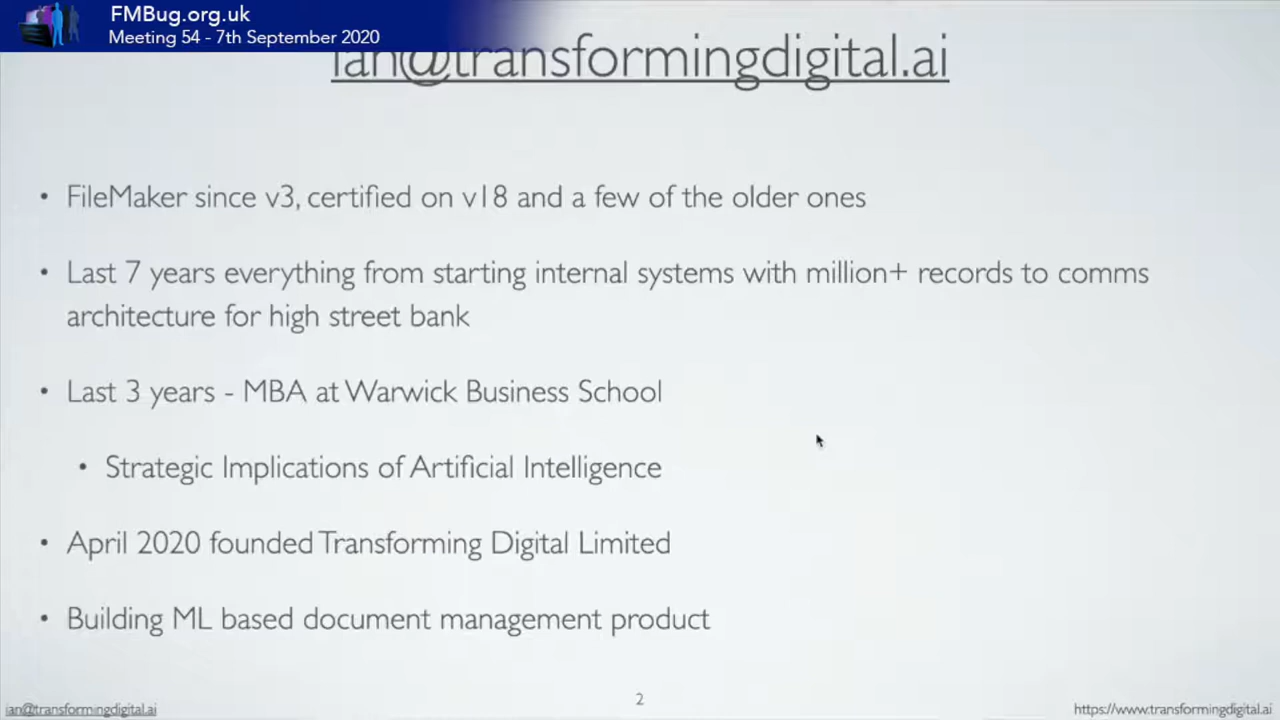 FMBug.org.uk
Meeting 54 - 7th September 2020
ian@transformingdigital.ai
• FileMaker since v3, certified on v18 and a few of the older ones
• Last 7 years everything from starting internal systems with million+ records to comms
architecture for high street bank
• Last 3 years - MBA at Warwick Business School
• Strategic Implications of Artificial Intelligence
• April 2020 founded Transforming Digital Limited
• Building ML based document management product
2
ian@transformingdigital.ai
https://www.transformingdigital.ai